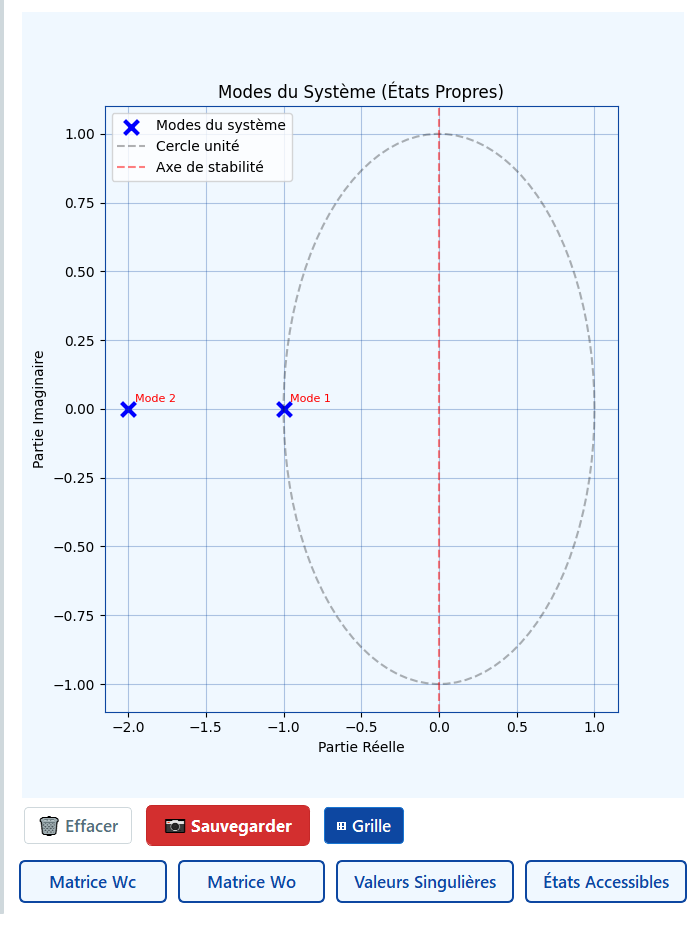 Modes du Système (États Propres)
Modes du système
Cercle unité
Axe de stabilité
1.00
0.75
0.50
0.25
0.00
−0.25
−0.50
−0.75
−1.00
Partie Imaginaire
Mode 2
Mode 1
−2.0
−1.5
−1.0
−0.5
0.0
0.5
1.0
Partie Réelle
Effacer
Sauvegarder
Grille
Matrice Wc
Matrice Wo
Valeurs Singulières
États Accessibles